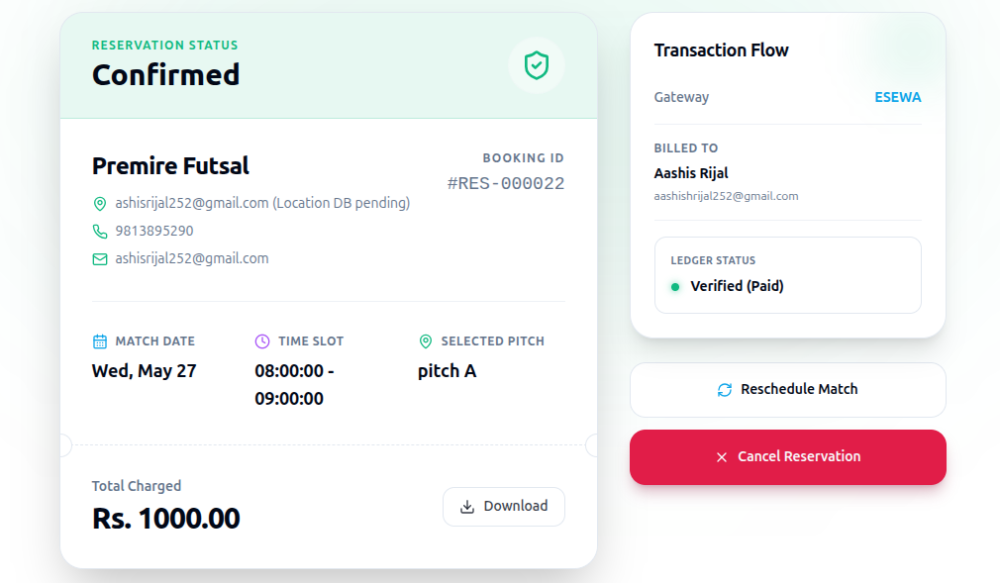 RESERVATION STATUS
Confirmed
Premire Futsal
BOOKING ID
#RES-000022
ashisrijal252@gmail.com (Location DB pending)
9813895290
ashisrijal252@gmail.com
MATCH DATE
Wed, May 27
TIME SLOT
08:00:00 -
09:00:00
SELECTED PITCH
pitch A
Total Charged
Rs. 1000.00
Download
Transaction Flow
Gateway
ESEWA
BILLED TO
Aashis Rijal
aashishrijal252@gmail.com
LEDGER STATUS
Verified (Paid)
Reschedule Match
Cancel Reservation